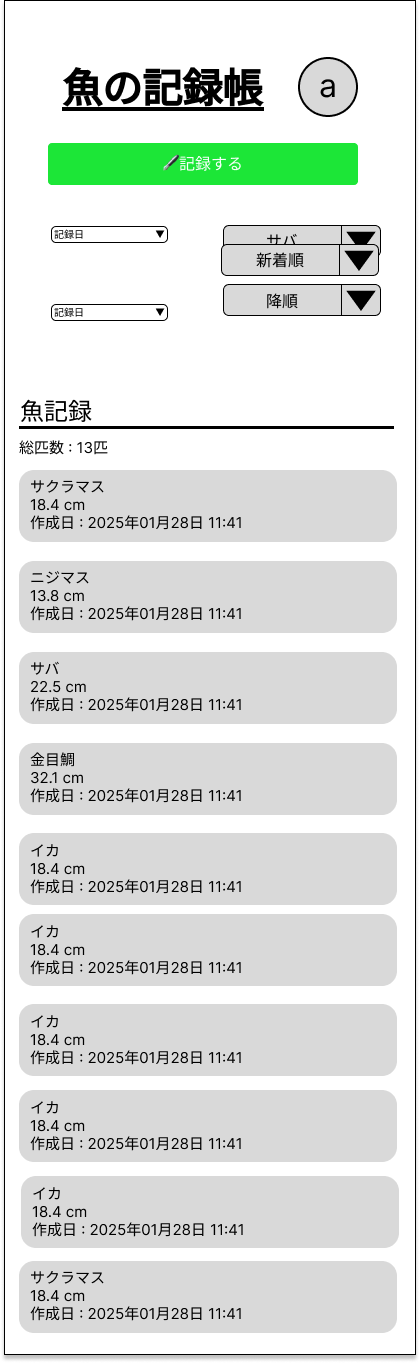 魚の記録帳
a
記録する
記録日
サバ
新着順
降順
記録日
魚記録
総匹数 : 13匹
サクラマス
18.4 cm
作成日 : 2025年01月28日 11:41
ニジマス
13.8 cm
作成日 : 2025年01月28日 11:41
サバ
22.5 cm
作成日 : 2025年01月28日 11:41
金目鯛
32.1 cm
作成日 : 2025年01月28日 11:41
イカ
18.4 cm
作成日 : 2025年01月28日 11:41
イカ
18.4 cm
作成日 : 2025年01月28日 11:41
イカ
18.4 cm
作成日 : 2025年01月28日 11:41
イカ
18.4 cm
作成日 : 2025年01月28日 11:41
イカ
18.4 cm
作成日 : 2025年01月28日 11:41
サクラマス
18.4 cm
作成日 : 2025年01月28日 11:41